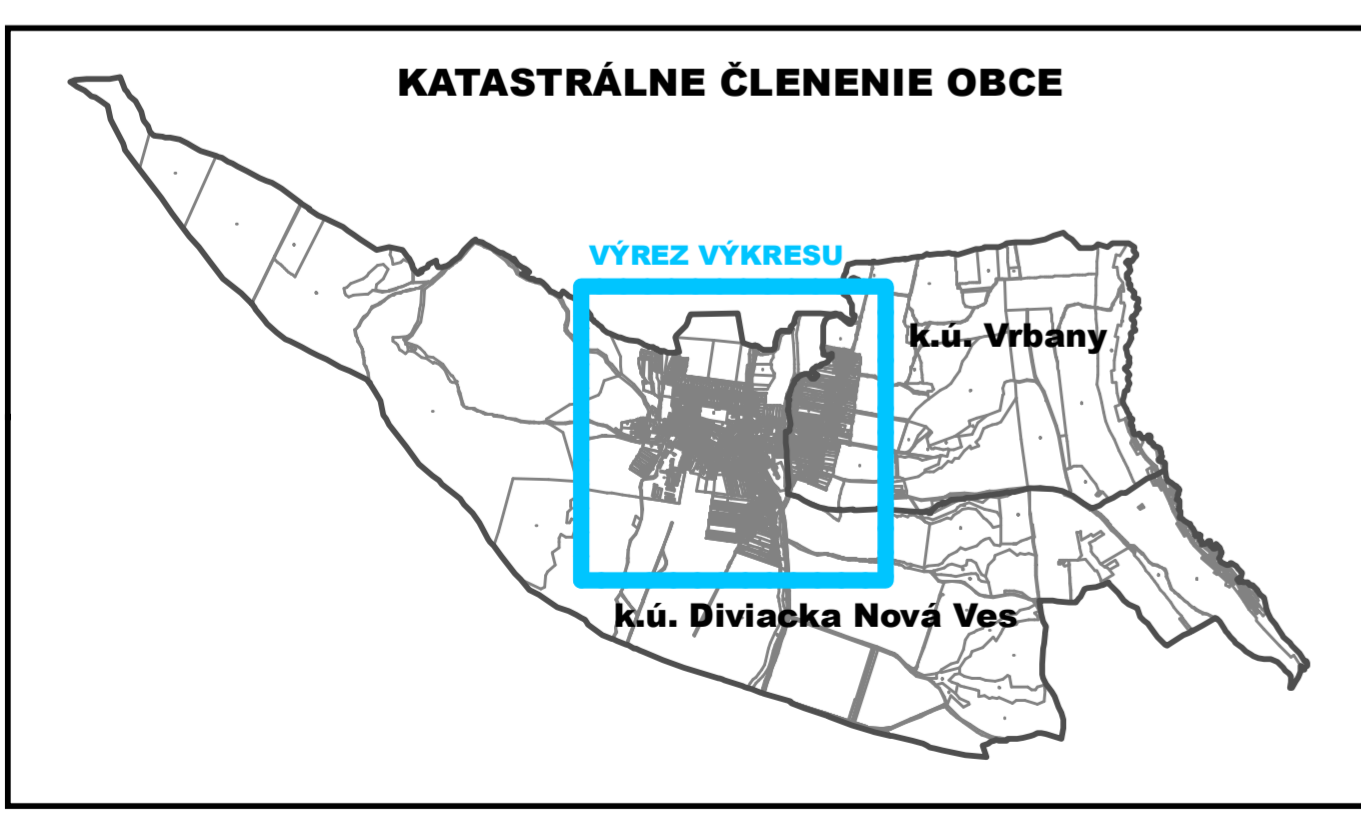 KATASTRÁLNE ČLENENIE OBCE
VÝREZ VÝKRESU
k.ú. Vrbany
k.ú. Diviacka Nová Ves